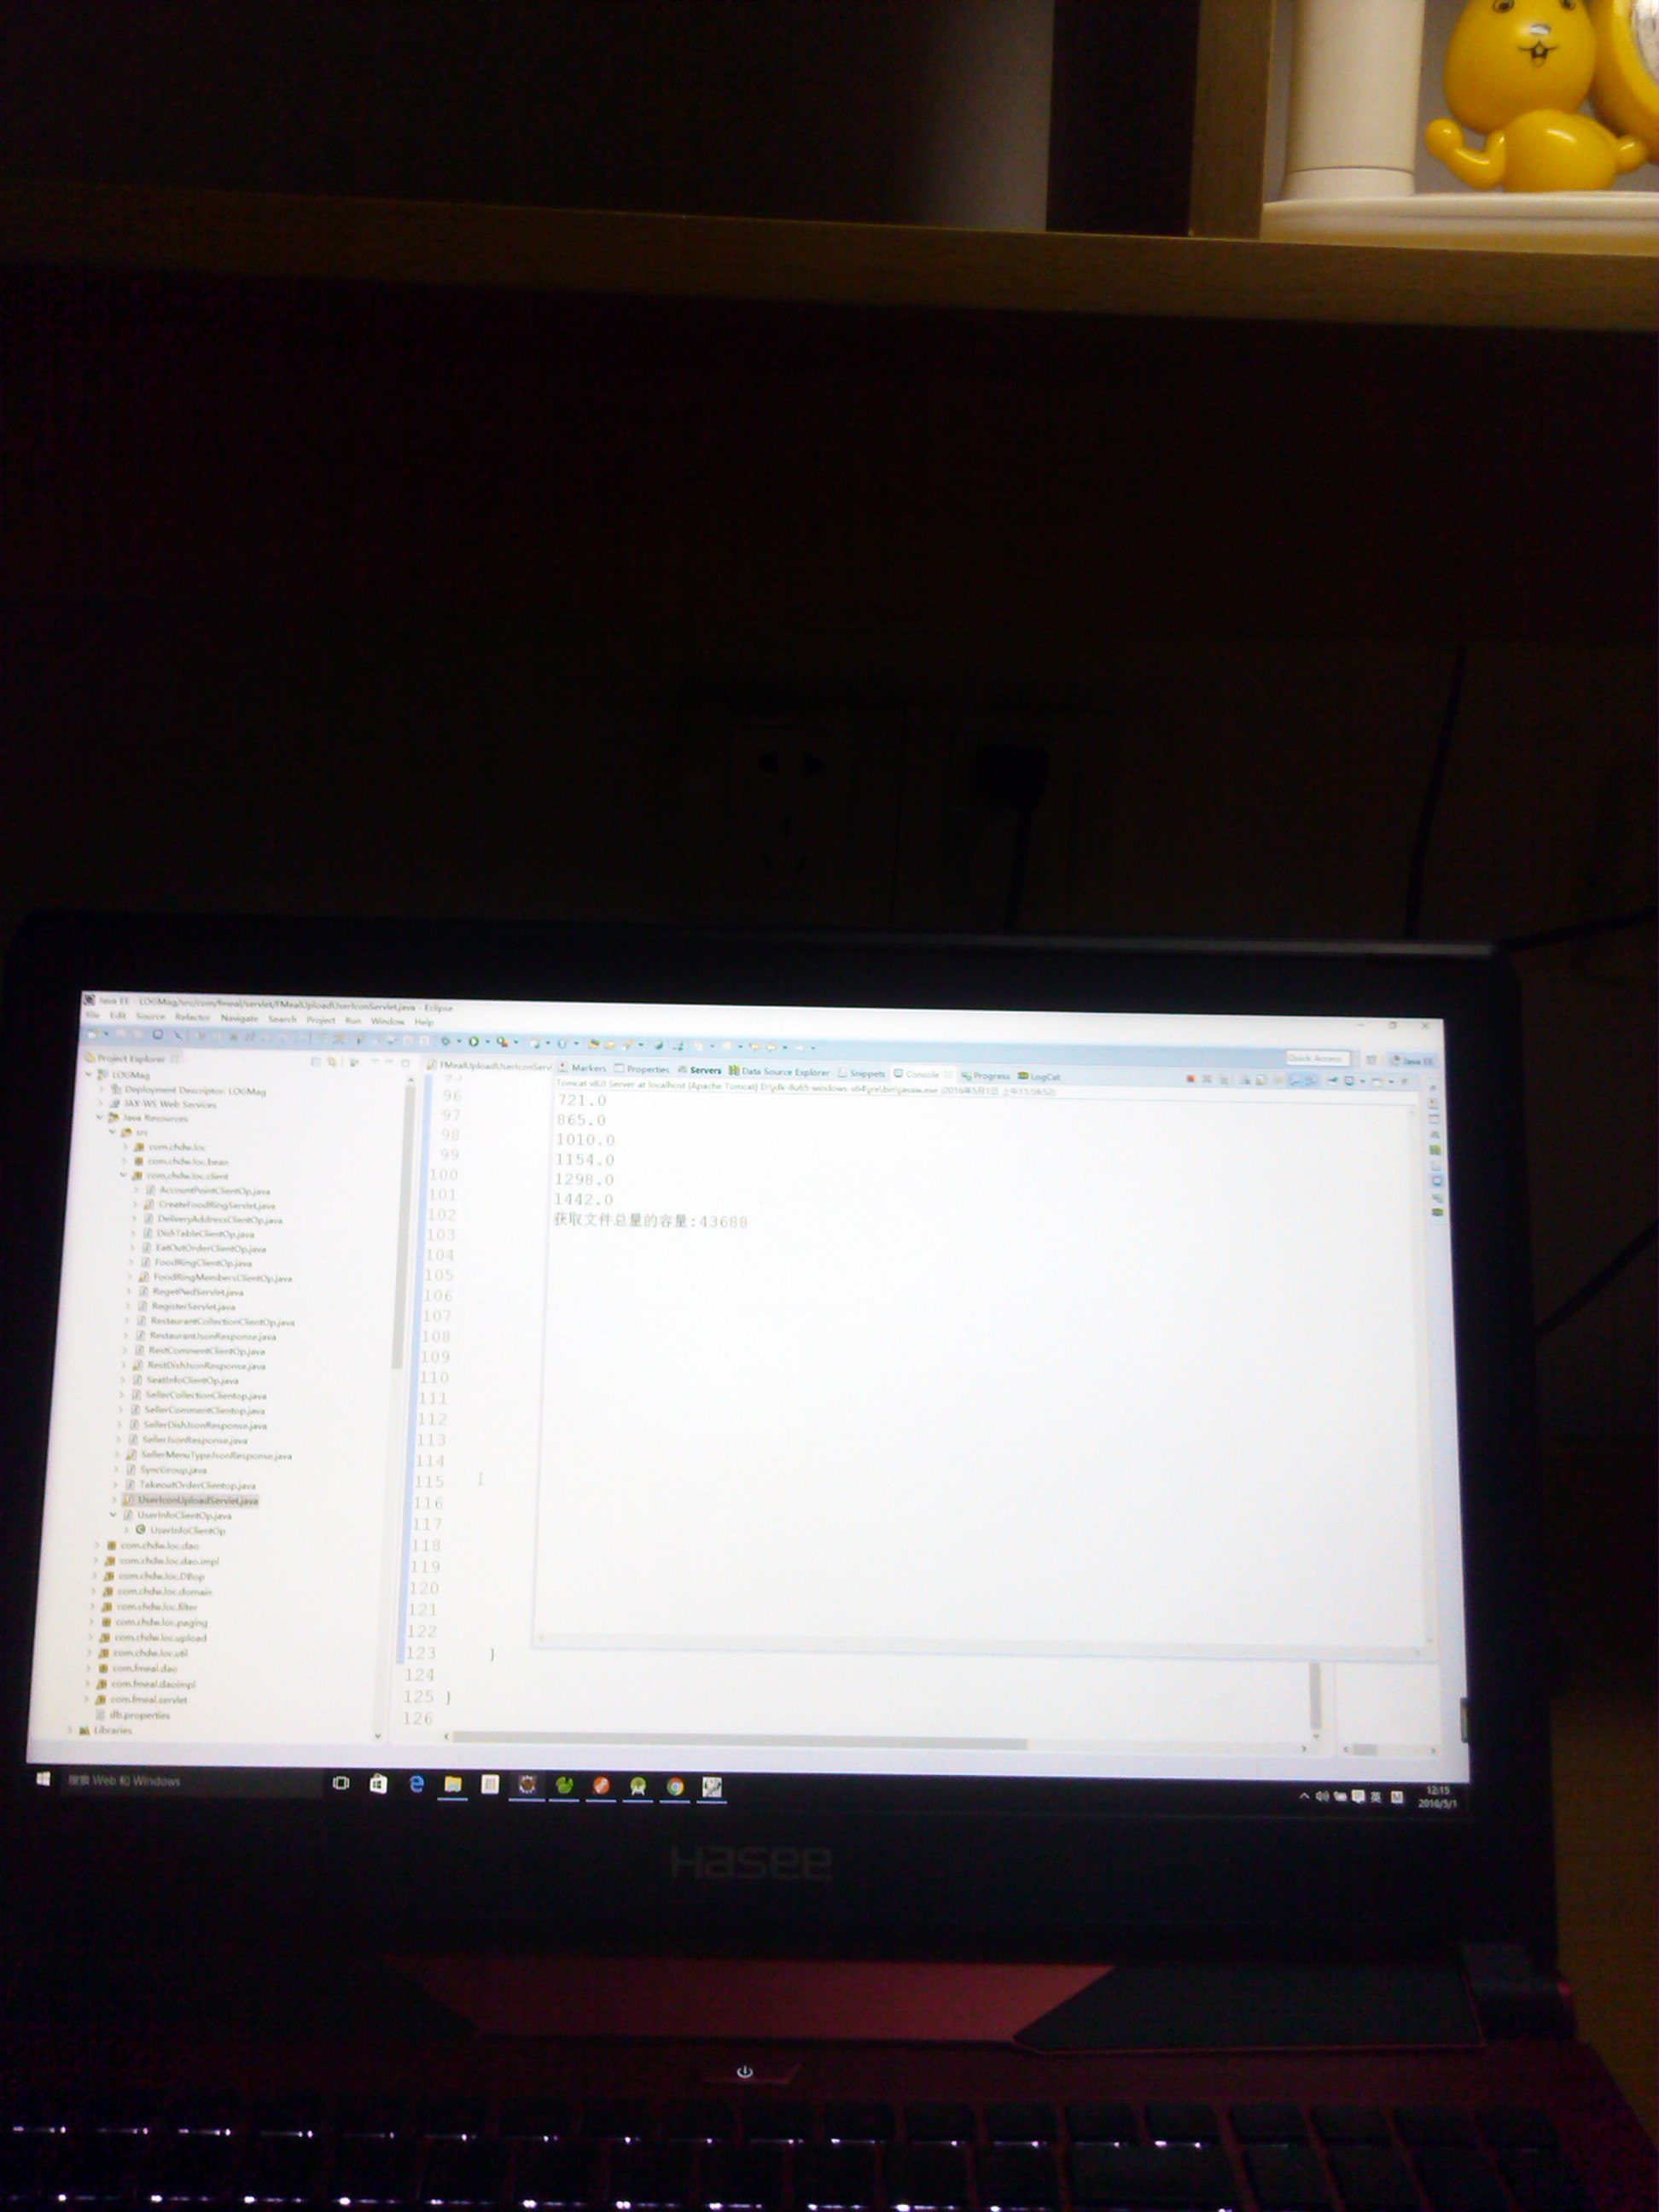 Java EE - LOGMag/src/com/fmeal/servlet/FMealUploadUserIconServlet.java - Eclipse
File Edit Source Refactor Navigate Search Project Run Window Help
Quick Access
Java EE
Project Explorer
LOGMag
Deployment Descriptor: LOGMag
JAX-WS Web Services
Java Resources
src
com.chdw.loc
com.chdw.loc.bean
com.chdw.loc.client
AccountPointClientOp.java
CreateFoodRingServlet.java
DeliveryAddressClientOp.java
DishTableClientOp.java
EatOutOrderClientOp.java
FoodRingClientOp.java
FoodRingMembersClientOp.java
RegetPwdServlet.java
RegisterServlet.java
RestaurantCollectionClientOp.java
RestaurantJsonResponse.java
RestCommentClientOp.java
RestDishJsonResponse.java
SeatInfoClientOp.java
SellerCollectionClientop.java
SellerCommentClientop.java
SellerDishJsonResponse.java
SellerJsonResponse.java
SellerMenuTypeJsonResponse.java
SyncGroup.java
TakeoutOrderClientop.java
UserIconUploadServlet.java
UserInfoClientOp.java
UserInfoClientOp
com.chdw.loc.dao
com.chdw.loc.dao.impl
com.chdw.loc.DBop
com.chdw.loc.domain
com.chdw.loc.filter
com.chdw.loc.paging
com.chdw.loc.upload
com.chdw.loc.util
com.fmeal.dao
com.fmeal.daoimpl
com.fmeal.servlet
db.properties
Libraries
FMealUploadUserIconServl
95
96
97
98
99
100
101
102
103
104
105
106
107
108
109
110
111
112
113
114
115
116
117
118
119
120
121
122
123 }
124
125 }
126
Markers Properties Servers Data Source Explorer Snippets Console Progress LogCat
Tomcat v8.0 Server at localhost [Apache Tomcat] D:\jdk-8u65-windows-x64\jre\bin\javaw.exe (2016年5月1日 上午11:59:52)
721.0
865.0
1010.0
1154.0
1298.0
1442.0
获取文件总量的容量:43688
搜索 Web 和 Windows
英
M
12:15
2016/5/1
Hasee